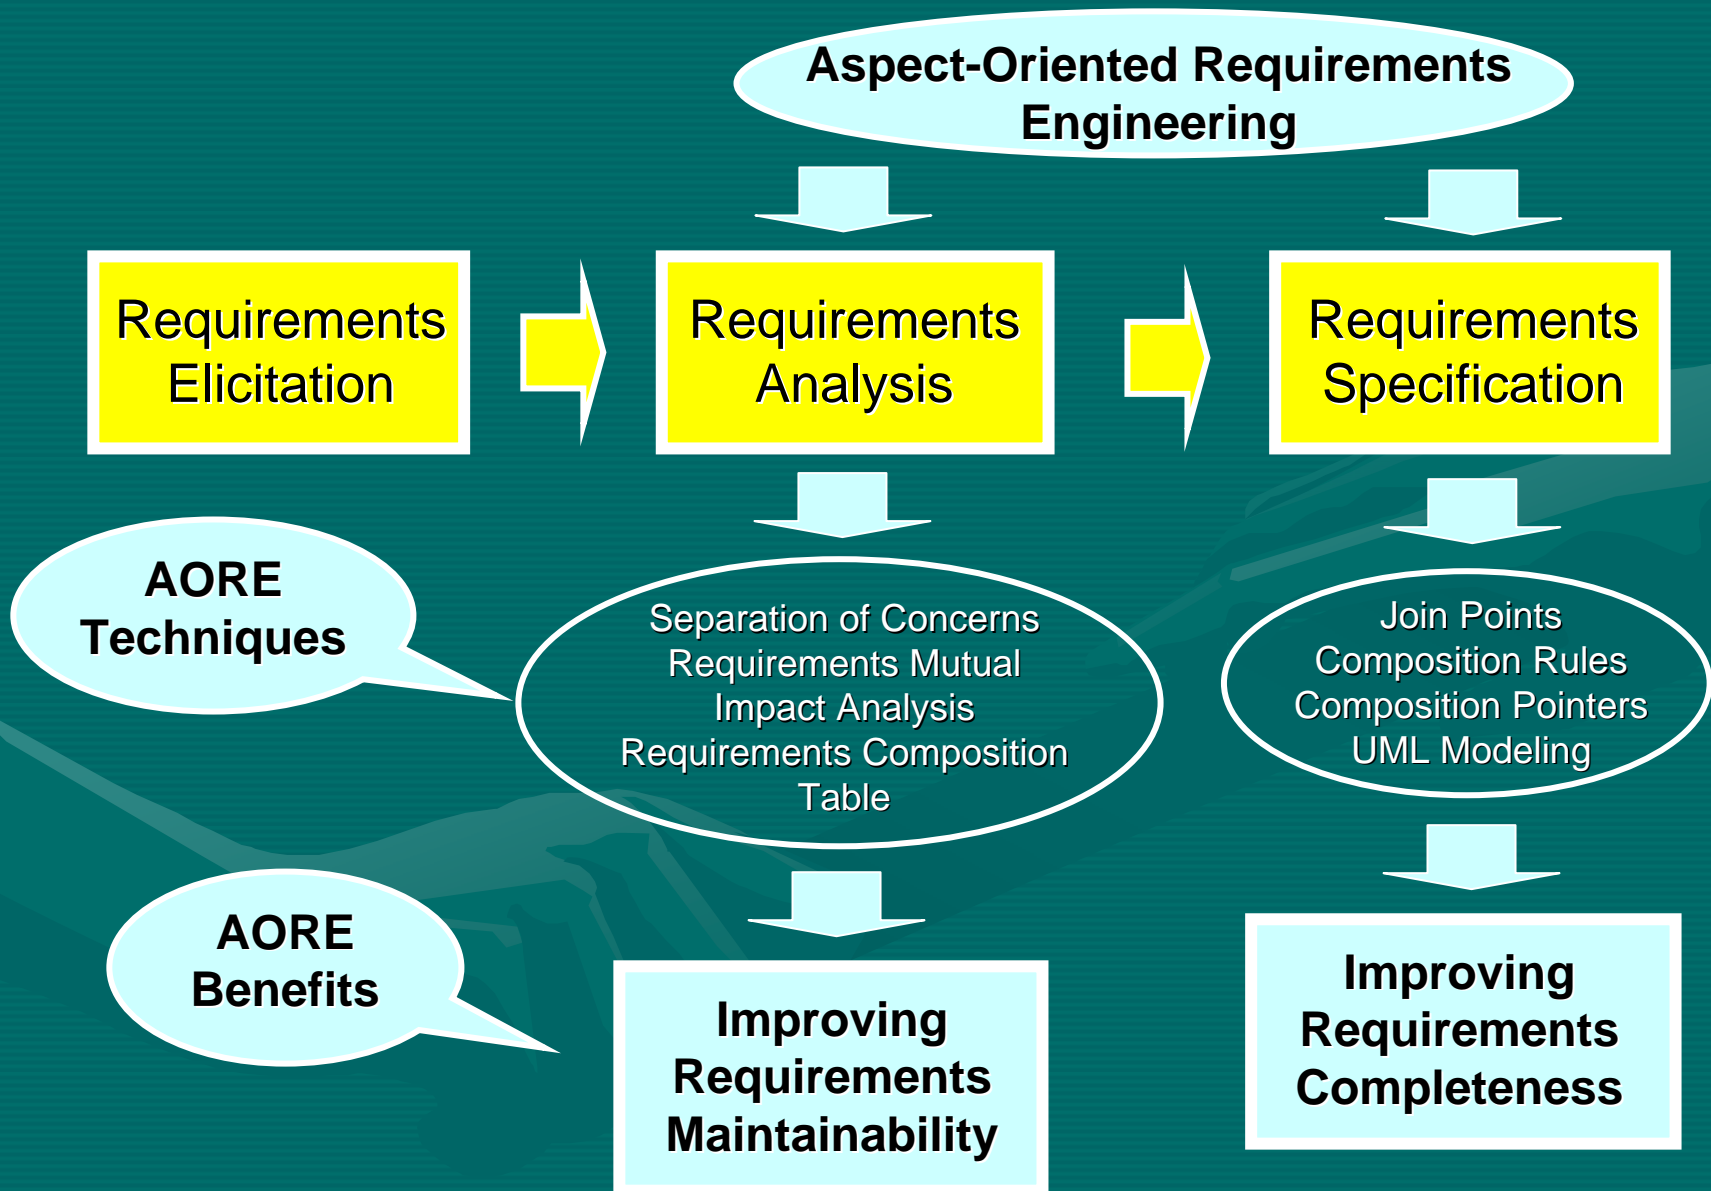 Aspect-Oriented Requirements
Engineering
Requirements
Elicitation
Requirements
Analysis
Requirements
Specification
AORE
Techniques
Separation of Concerns
Requirements Mutual
Impact Analysis
Requirements Composition
Table
Join Points
Composition Rules
Composition Pointers
UML Modeling
AORE
Benefits
Improving
Requirements
Maintainability
Improving
Requirements
Completeness